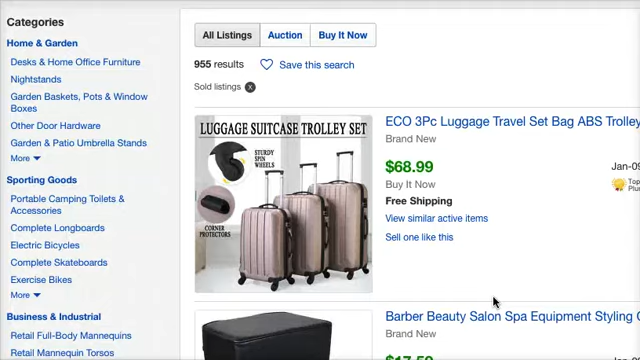 Categories
Home & Garden
Desks & Home Office Furniture
Nightstands
Garden Baskets, Pots & Window
Boxes
Other Door Hardware
Garden & Patio Umbrella Stands
More
Sporting Goods
Portable Camping Toilets &
Accessories
Complete Longboards
Electric Bicycles
Complete Skateboards
Exercise Bikes
More
Business & Industrial
Retail Full-Body Mannequins
Retail Mannequin Torsos
All Listings
Auction
Buy It Now
955 results
Save this search
Sold listings x
LUGGAGE SUITCASE TROLLEY SET
STURDY
SPIN
WHEELS
CORNER
PROTECTORS
ECO 3Pc Luggage Travel Set Bag ABS Trolley
Brand New
$68.99
Jan-09
Buy It Now
Top
Plu
Free Shipping
View similar active items
Sell one like this
Barber Beauty Salon Spa Equipment Styling
Brand New